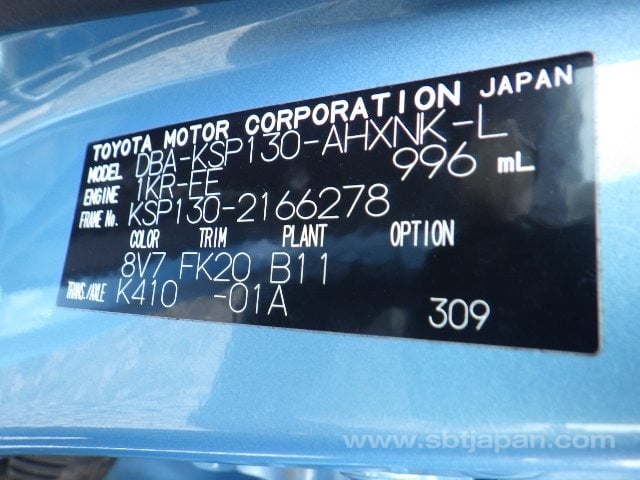 TOYOTA MOTOR CORPORATION JAPAN
MODEL DBA-KSP130-AHXNK-L
ENGINE 1KR-FE 996 mL
FRAME No. KSP130-2166278
COLOR TRIM PLANT OPTION
8V7 FK20 B11
TRANS./AXLE K410 -01A 309
www.sbtjapan.com